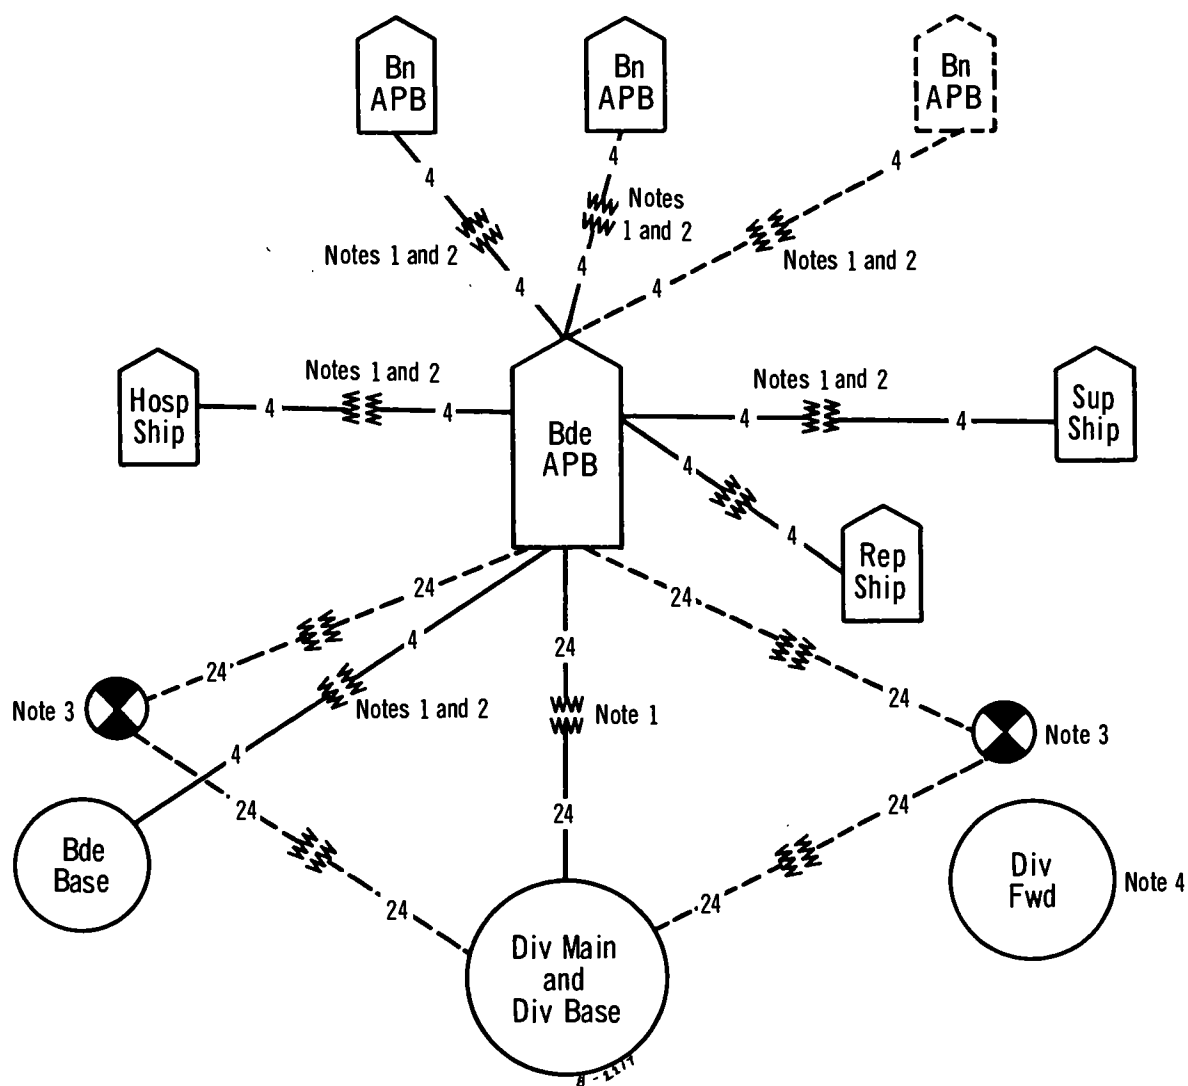 Bn
APB
Bn
APB
Bn
APB
4
4
4
Notes
1 and 2
Notes 1 and 2
Notes 1 and 2
4
4
4
Hosp
Ship
4
Notes 1 and 2
4
Bde
APB
Notes 1 and 2
4
4
Sup
Ship
4
4
Rep
Ship
24
4
24
24
24
24
Note 3
Notes 1 and 2
Note 1
Note 3
4
24
24
24
Bde
Base
Div
Fwd
Note 4
24
24
Div Main
and
Div Base